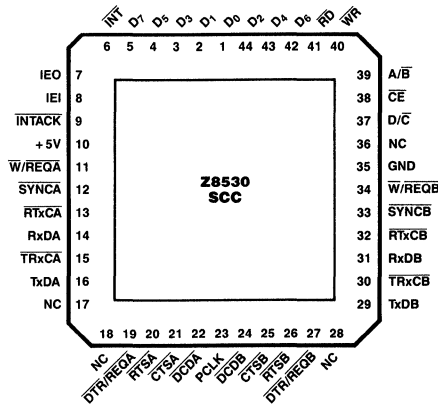 INT D7 D5 D3 D1 D0 D2 D4 D6 RD WR
6 5 4 3 2 1 44 43 42 41 40
IEO 7
IEI 8
INTACK 9
+5V 10
W/REQA 11
SYNCA 12
RTxCA 13
RxDA 14
TRxCA 15
TxDA 16
NC 17
Z8530
SCC
39 A/B
38 CE
37 D/C
36 NC
35 GND
34 W/REQB
33 SYNCB
32 RTxCB
31 RxDB
30 TRxCB
29 TxDB
18 19 20 21 22 23 24 25 26 27 28
NC DTR/REQA RTSA CTSA DCDA PCLK DCDB CTSB RTSB DTR/REQB NC